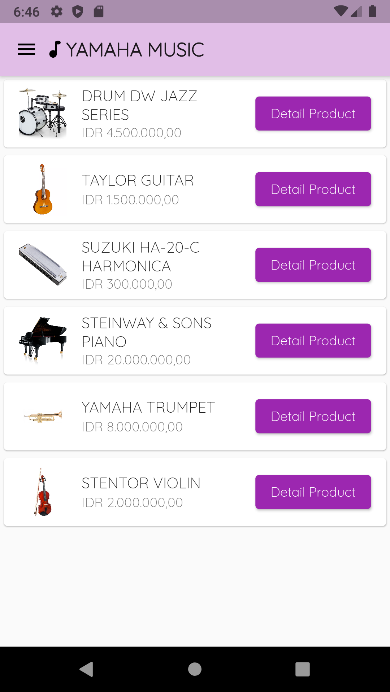 6:46
YAMAHA MUSIC
DRUM DW JAZZ
SERIES
IDR 4.500.000,00
Detail Product
TAYLOR GUITAR
IDR 1.500.000,00
Detail Product
SUZUKI HA-20-C
HARMONICA
IDR 300.000,00
Detail Product
STEINWAY & SONS
PIANO
IDR 20.000.000,00
Detail Product
YAMAHA TRUMPET
IDR 8.000.000,00
Detail Product
STENTOR VIOLIN
IDR 2.000.000,00
Detail Product